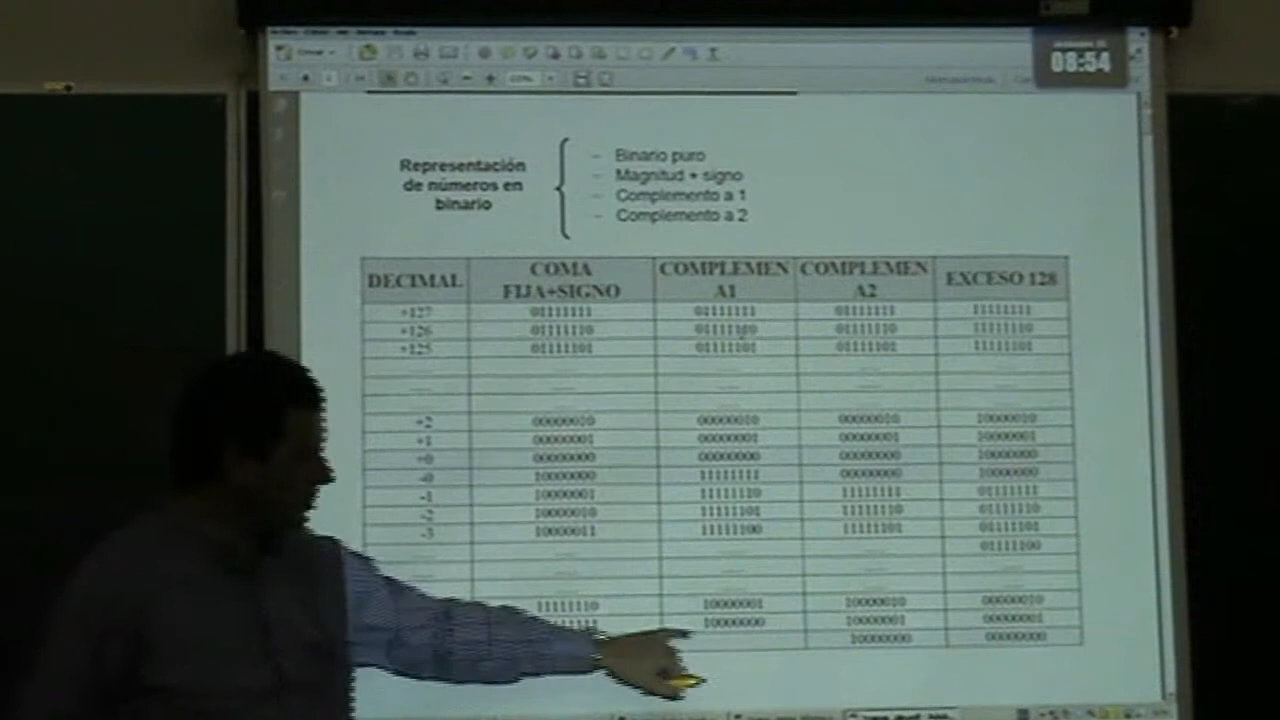 08:54
Representación
de números en
binario
– Binario puro
– Magnitud + signo
– Complemento a 1
– Complemento a 2
DECIMAL COMA FIJA+SIGNO COMPLEMEN A1 COMPLEMEN A2 EXCESO 128
+127 01111111 01111111 01111111 11111111
+126 01111110 01111110 01111110 11111110
+125 01111101 01111101 01111101 11111101
+2 00000010 00000010 00000010 10000010
+1 00000001 00000001 00000001 10000001
+0 00000000 00000000 00000000 10000000
-0 10000000 11111111 00000000 10000000
-1 10000001 11111110 11111111 01111111
-2 10000010 11111101 11111110 01111110
-3 10000011 11111100 11111101 01111101
01111100
11111110 10000001 10000010 00000010
10000000 10000001 00000001
10000000 00000000